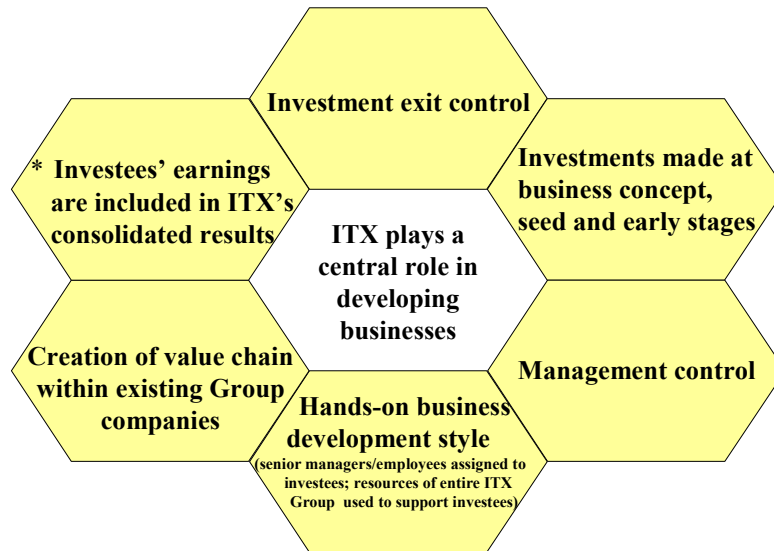 Investment exit control
* Investees’ earnings
are included in ITX’s
consolidated results
Investments made at
business concept,
seed and early stages
ITX plays a
central role in
developing
businesses
Creation of value chain
within existing Group
companies
Management control
Hands-on business
development style
(senior managers/employees assigned to
investees; resources of entire ITX
Group used to support investees)